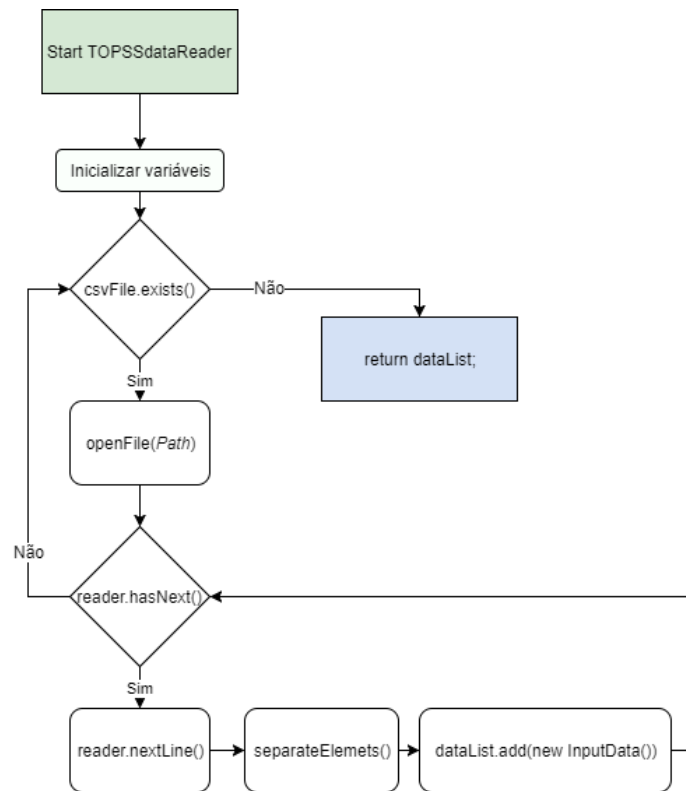 Start TOPSSdataReader
Inicializar variáveis
csvFile.exists()
Não
return dataList;
Sim
openFile(Path)
Não
reader.hasNext()
Sim
reader.nextLine()
separateElemets()
dataList.add(new InputData())